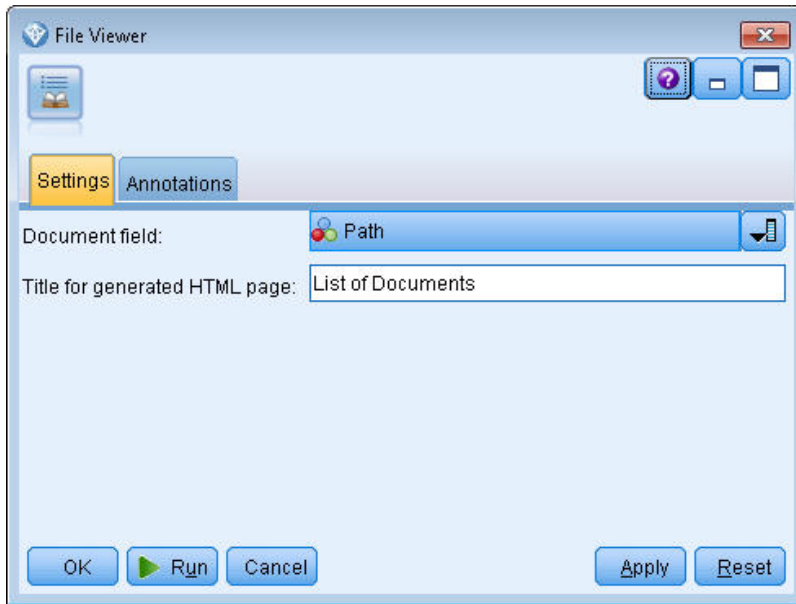 File Viewer
?
Settings Annotations
Document field: Path
Title for generated HTML page: List of Documents
OK Run Cancel Apply Reset